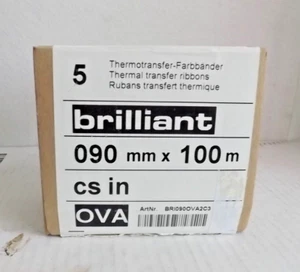 5
Thermotransfer-Farbbänder
Thermal transfer ribbons
Rubans transfert thermique
brilliant
090 mm x 100 m
cs in
OVA
ArtNr. BRI090OVA2C3